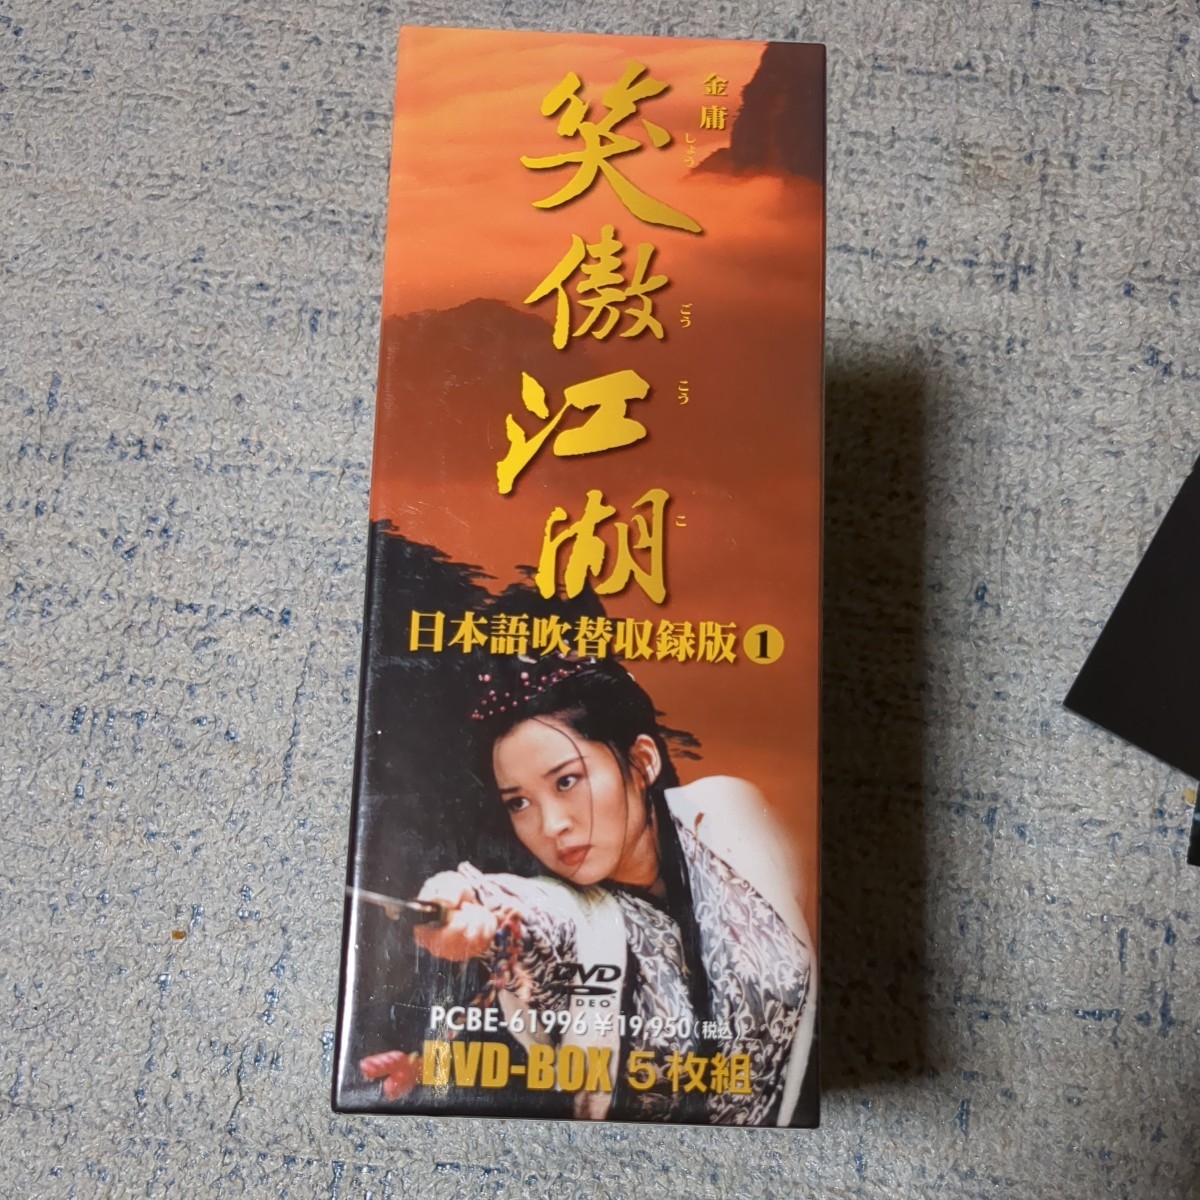 金庸
笑傲江湖
しょう
ごう
こう
こ
日本語吹替収録版1
DVD
VIDEO
PCBE-61996 ¥19,950(税込)
DVD-BOX 5枚組